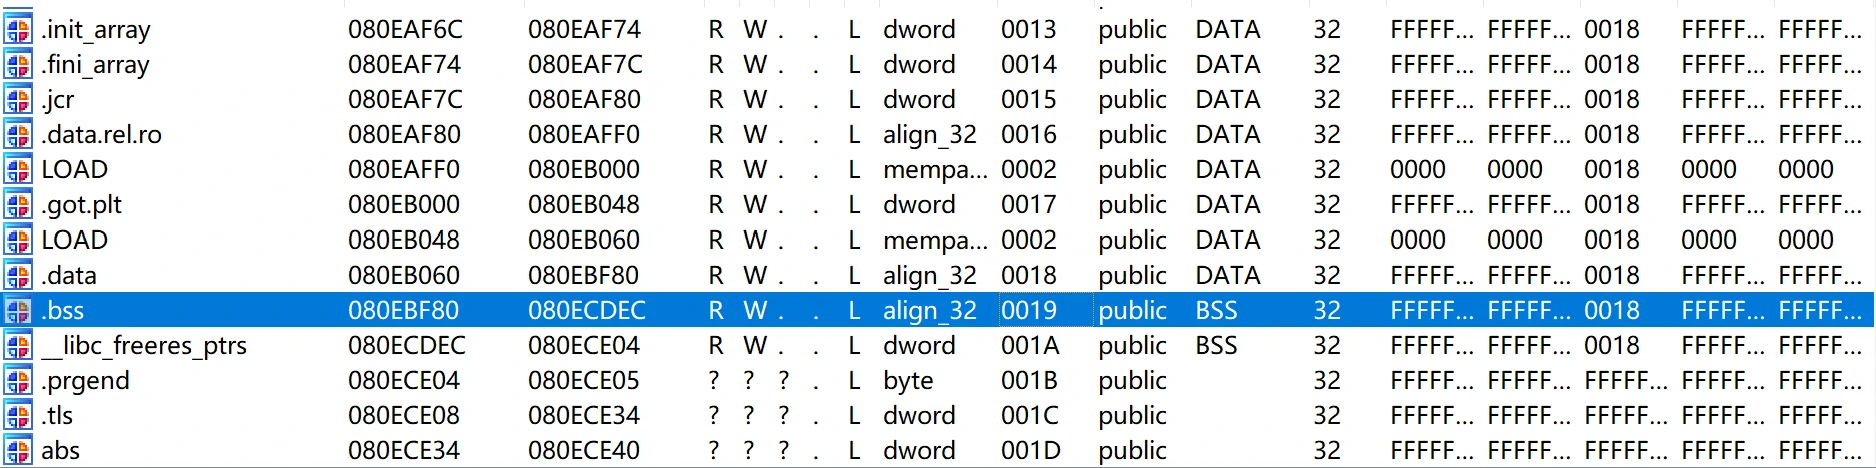 .init_array 080EAF6C 080EAF74 R W . . L dword 0013 public DATA 32 FFFFF... FFFFF... 0018 FFFFF... FFFFF...
.fini_array 080EAF74 080EAF7C R W . . L dword 0014 public DATA 32 FFFFF... FFFFF... 0018 FFFFF... FFFFF...
.jcr 080EAF7C 080EAF80 R W . . L dword 0015 public DATA 32 FFFFF... FFFFF... 0018 FFFFF... FFFFF...
.data.rel.ro 080EAF80 080EAFF0 R W . . L align_32 0016 public DATA 32 FFFFF... FFFFF... 0018 FFFFF... FFFFF...
LOAD 080EAFF0 080EB000 R W . . L mempa... 0002 public DATA 32 0000 0000 0018 0000 0000
.got.plt 080EB000 080EB048 R W . . L dword 0017 public DATA 32 FFFFF... FFFFF... 0018 FFFFF... FFFFF...
LOAD 080EB048 080EB060 R W . . L mempa... 0002 public DATA 32 0000 0000 0018 0000 0000
.data 080EB060 080EBF80 R W . . L align_32 0018 public DATA 32 FFFFF... FFFFF... 0018 FFFFF... FFFFF...
.bss 080EBF80 080ECDEC R W . . L align_32 0019 public BSS 32 FFFFF... FFFFF... 0018 FFFFF... FFFFF...
__libc_freeres_ptrs 080ECDEC 080ECE04 R W . . L dword 001A public BSS 32 FFFFF... FFFFF... 0018 FFFFF... FFFFF...
.prgend 080ECE04 080ECE05 ? ? ? . L byte 001B public 32 FFFFF... FFFFF... FFFFF... FFFFF... FFFFF...
.tls 080ECE08 080ECE34 ? ? ? . L dword 001C public 32 FFFFF... FFFFF... FFFFF... FFFFF... FFFFF...
abs 080ECE34 080ECE40 ? ? ? . L dword 001D public 32 FFFFF... FFFFF... FFFFF... FFFFF... FFFFF...